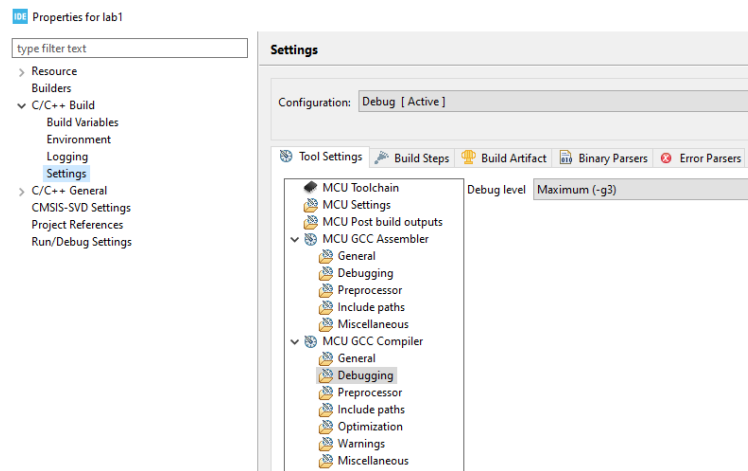 IDE Properties for lab1
type filter text
Resource
Builders
C/C++ Build
Build Variables
Environment
Logging
Settings
C/C++ General
CMSIS-SVD Settings
Project References
Run/Debug Settings
Settings
Configuration: Debug [ Active ]
Tool Settings Build Steps Build Artifact Binary Parsers Error Parsers
MCU Toolchain
MCU Settings
MCU Post build outputs
MCU GCC Assembler
General
Debugging
Preprocessor
Include paths
Miscellaneous
MCU GCC Compiler
General
Debugging
Preprocessor
Include paths
Optimization
Warnings
Miscellaneous
Debug level Maximum (-g3)